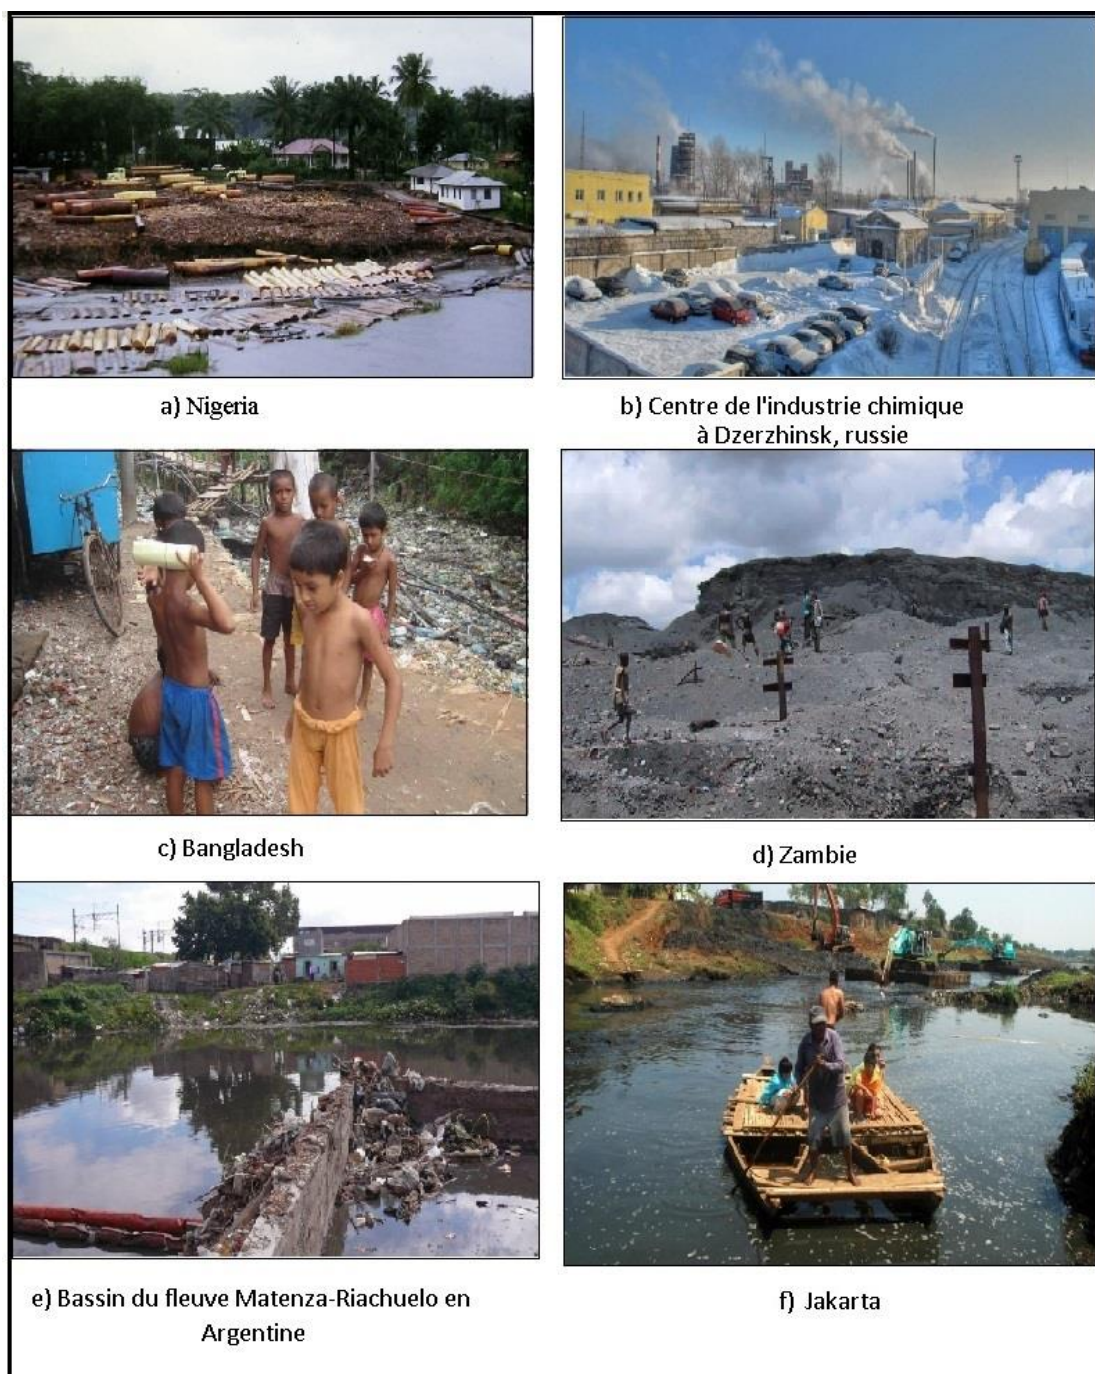 a) Nigeria
b) Centre de l'industrie chimique
à Dzerzhinsk, russie
c) Bangladesh
d) Zambie
e) Bassin du fleuve Matenza-Riachuelo en
Argentine
f) Jakarta